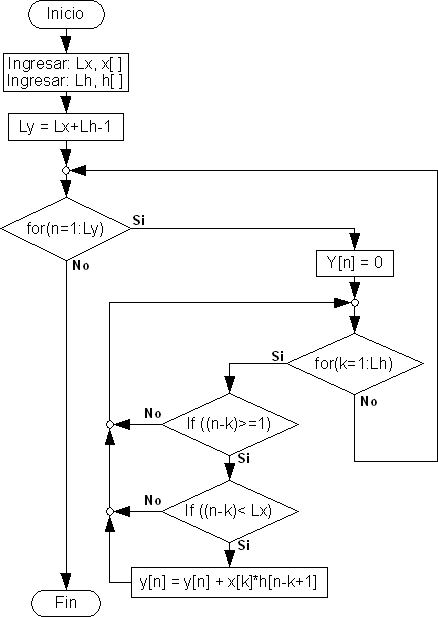 Inicio
Ingresar: Lx, x[ ]
Ingresar: Lh, h[ ]
Ly = Lx+Lh-1
for(n=1:Ly)
Si
No
Y[n] = 0
for(k=1:Lh)
Si
No
If ((n-k)>=1)
No
Si
If ((n-k)< Lx)
No
Si
y[n] = y[n] + x[k]*h[n-k+1]
Fin